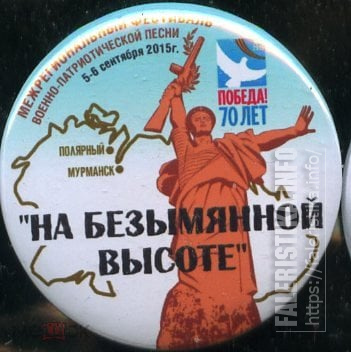 МЕЖРЕГИОНАЛЬНЫЙ ФЕСТИВАЛЬ
ВОЕННО-ПАТРИОТИЧЕСКОЙ ПЕСНИ
5-6 сентября 2015г.
ПОБЕДА!
70 ЛЕТ
ПОЛЯРНЫЙ
МУРМАНСК
"НА БЕЗЫМЯННОЙ
ВЫСОТЕ"
FALERISTIKA.INFO
https://faleristika.info/